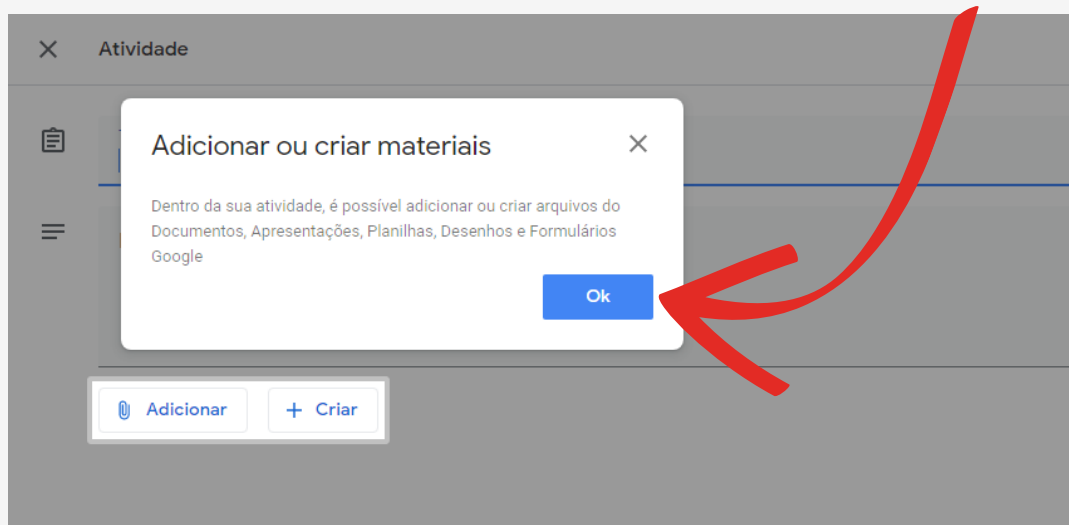 Atividade
Adicionar ou criar materiais
Dentro da sua atividade, é possível adicionar ou criar arquivos do
Documentos, Apresentações, Planilhas, Desenhos e Formulários
Google
Ok
Adicionar
+ Criar